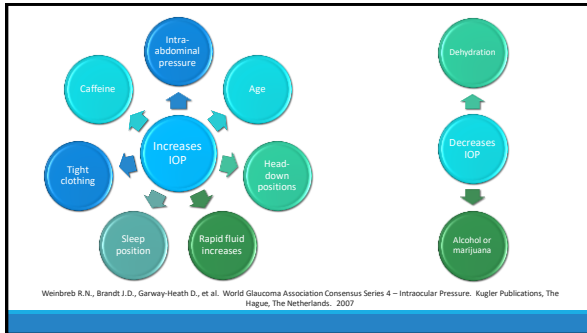 Intra-
abdominal
pressure
Caffeine
Age
Increases
IOP
Tight
clothing
Head-
down
positions
Sleep
position
Rapid fluid
increases
Dehydration
Decreases
IOP
Alcohol or
marijuana
Weinbreb R.N., Brandt J.D., Garway-Heath D., et al. World Glaucoma Association Consensus Series 4 – Intraocular Pressure. Kugler Publications, The
Hague, The Netherlands. 2007